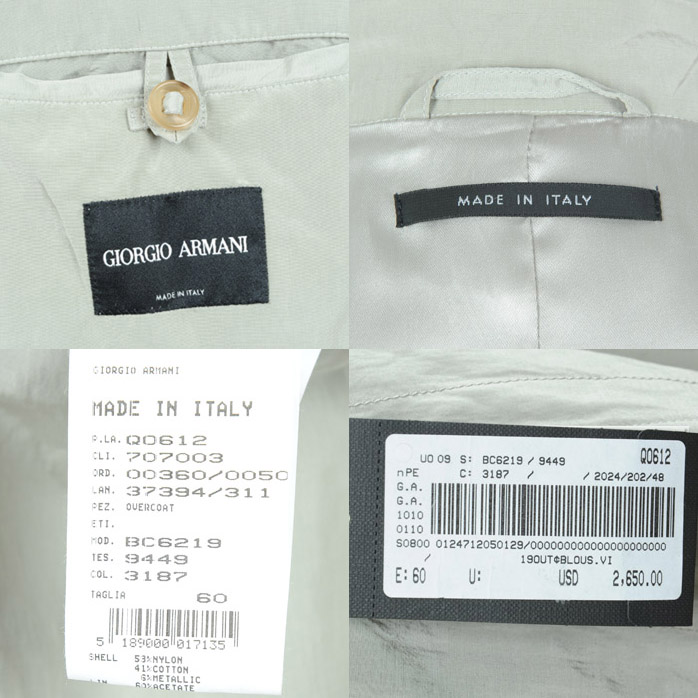 GIORGIO ARMANI
MADE IN ITALY
MADE IN ITALY
GIORGIO ARMANI
MADE IN ITALY
P.LA. Q0612
CLI. 707003
ORD. 00360/0050
LAN. 37394/311
PEZ. OVERCOAT
ETI.
MOD. BC6219
TES. 9449
COL. 3187
TAGLIA 60
5 189000 017135
SHELL 53%NYLON
41%COTTON
6%METALLIC
60%ACETATE
U0 09 S: BC6219 / 9449 Q0612
nPE C: 3187 / / 2024/202/48
G.A.
G.A.
1010
0110
S0800 0124712050129/000000000000000000000
/ 190UT¢BLOUS.VI
E: 60 U: USD 2,650.00